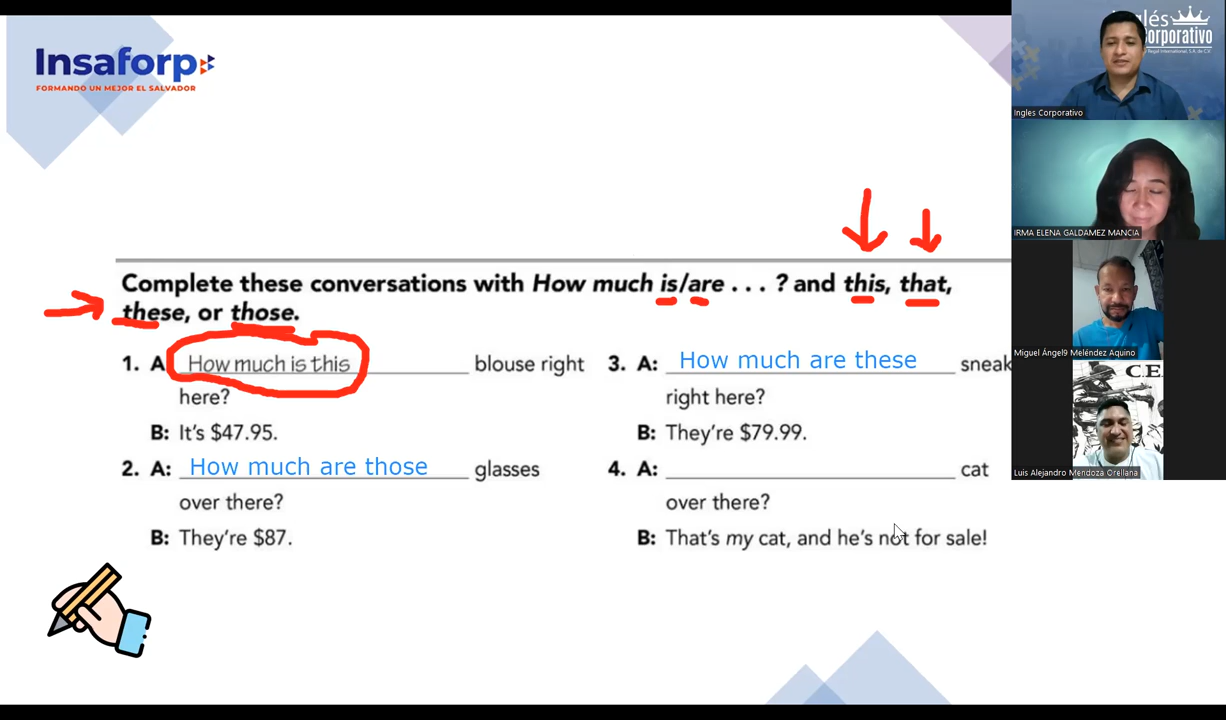 Insaforp
FORMANDO UN MEJOR EL SALVADOR
Complete these conversations with How much is/are . . . ? and this, that,
these, or those.
1. A: How much is this blouse right
here?
B: It's $47.95.
2. A: How much are those glasses
over there?
B: They're $87.
3. A: How much are these sneak
right here?
B: They're $79.99.
4. A: cat
over there?
B: That's my cat, and he's not for sale!
inglés
corporativo
Ingles Corporativo
IRMA ELENA GALDAMEZ MANCIA
Miguel Ángel9 Meléndez Aquino
C.E.
Luis Alejandro Mendoza Orellana